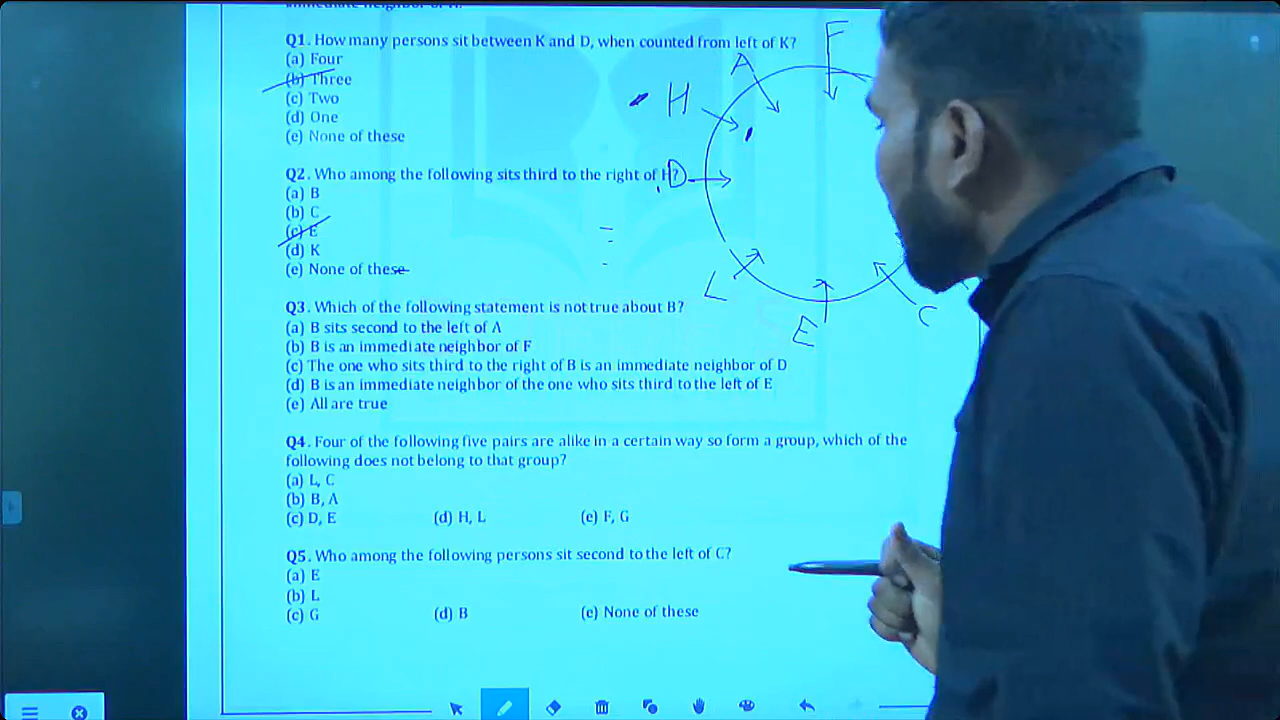 immediate neighbor of H.
Q1. How many persons sit between K and D, when counted from left of K?
(a) Four
(b) Three
(c) Two
(d) One
(e) None of these
Q2. Who among the following sits third to the right of H?
(a) B
(b) C
(c) E
(d) K
(e) None of these
Q3. Which of the following statement is not true about B?
(a) B sits second to the left of A
(b) B is an immediate neighbor of F
(c) The one who sits third to the right of B is an immediate neighbor of D
(d) B is an immediate neighbor of the one who sits third to the left of E
(e) All are true
Q4. Four of the following five pairs are alike in a certain way so form a group, which of the
following does not belong to that group?
(a) L, C
(b) B, A
(c) D, E (d) H, L (e) F, G
Q5. Who among the following persons sit second to the left of C?
(a) E
(b) L
(c) G (d) B (e) None of these
F
A
H
D
L
E
C